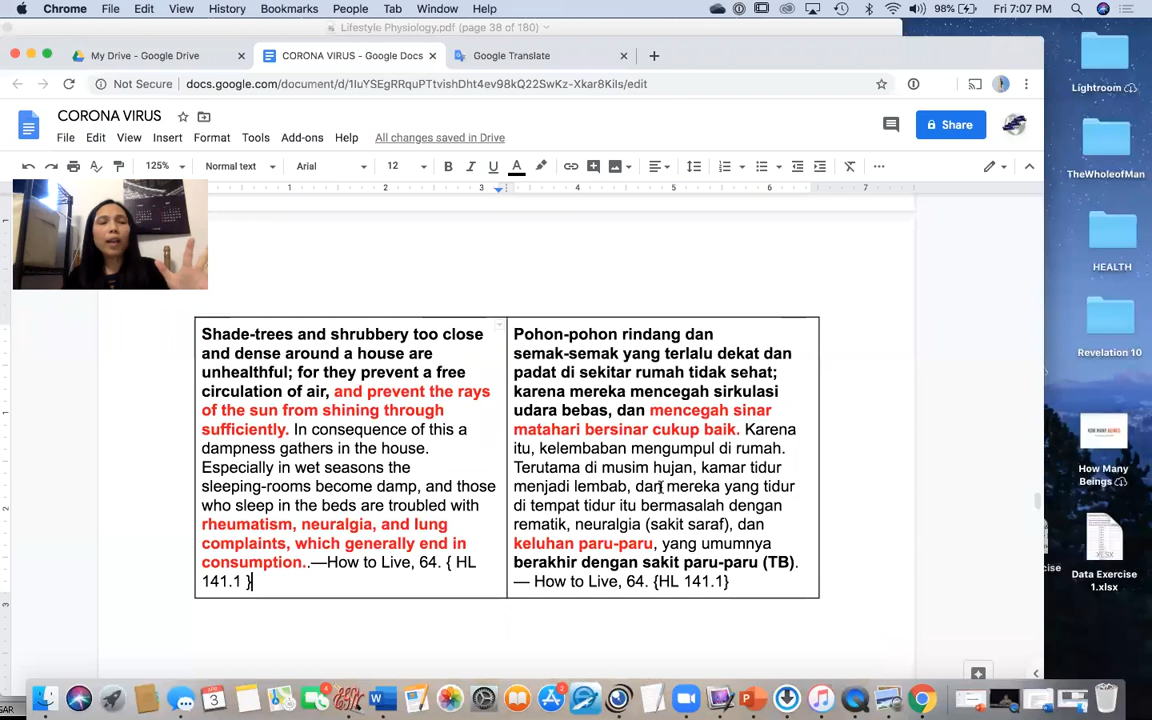 Chrome File Edit View History Bookmarks People Tab Window Help 98% Fri 7:07 PM
Lifestyle Physiology.pdf (page 38 of 180)
My Drive - Google Drive CORONA VIRUS - Google Docs Google Translate
Not Secure docs.google.com/document/d/1luYSEgRRquPTtvishDht4ev98kQ22SwKz-Xkar8Kils/edit
CORONA VIRUS
File Edit View Insert Format Tools Add-ons Help All changes saved in Drive
Share
125% Normal text Arial 12
1 2 3 4 5 6 7
Shade-trees and shrubbery too close
and dense around a house are
unhealthful; for they prevent a free
circulation of air, and prevent the rays
of the sun from shining through
sufficiently. In consequence of this a
dampness gathers in the house.
Especially in wet seasons the
sleeping-rooms become damp, and those
who sleep in the beds are troubled with
rheumatism, neuralgia, and lung
complaints, which generally end in
consumption..—How to Live, 64. { HL
141.1 }
Pohon-pohon rindang dan
semak-semak yang terlalu dekat dan
padat di sekitar rumah tidak sehat;
karena mereka mencegah sirkulasi
udara bebas, dan mencegah sinar
matahari bersinar cukup baik. Karena
itu, kelembaban mengumpul di rumah.
Terutama di musim hujan, kamar tidur
menjadi lembab, dan mereka yang tidur
di tempat tidur itu bermasalah dengan
rematik, neuralgia (sakit saraf), dan
keluhan paru-paru, yang umumnya
berakhir dengan sakit paru-paru (TB).
— How to Live, 64. {HL 141.1}
Lightroom
TheWholeofMan
HEALTH
Revelation 10
HOW MANY BEINGS
How Many
Beings
Data Exercise
1.xlsx